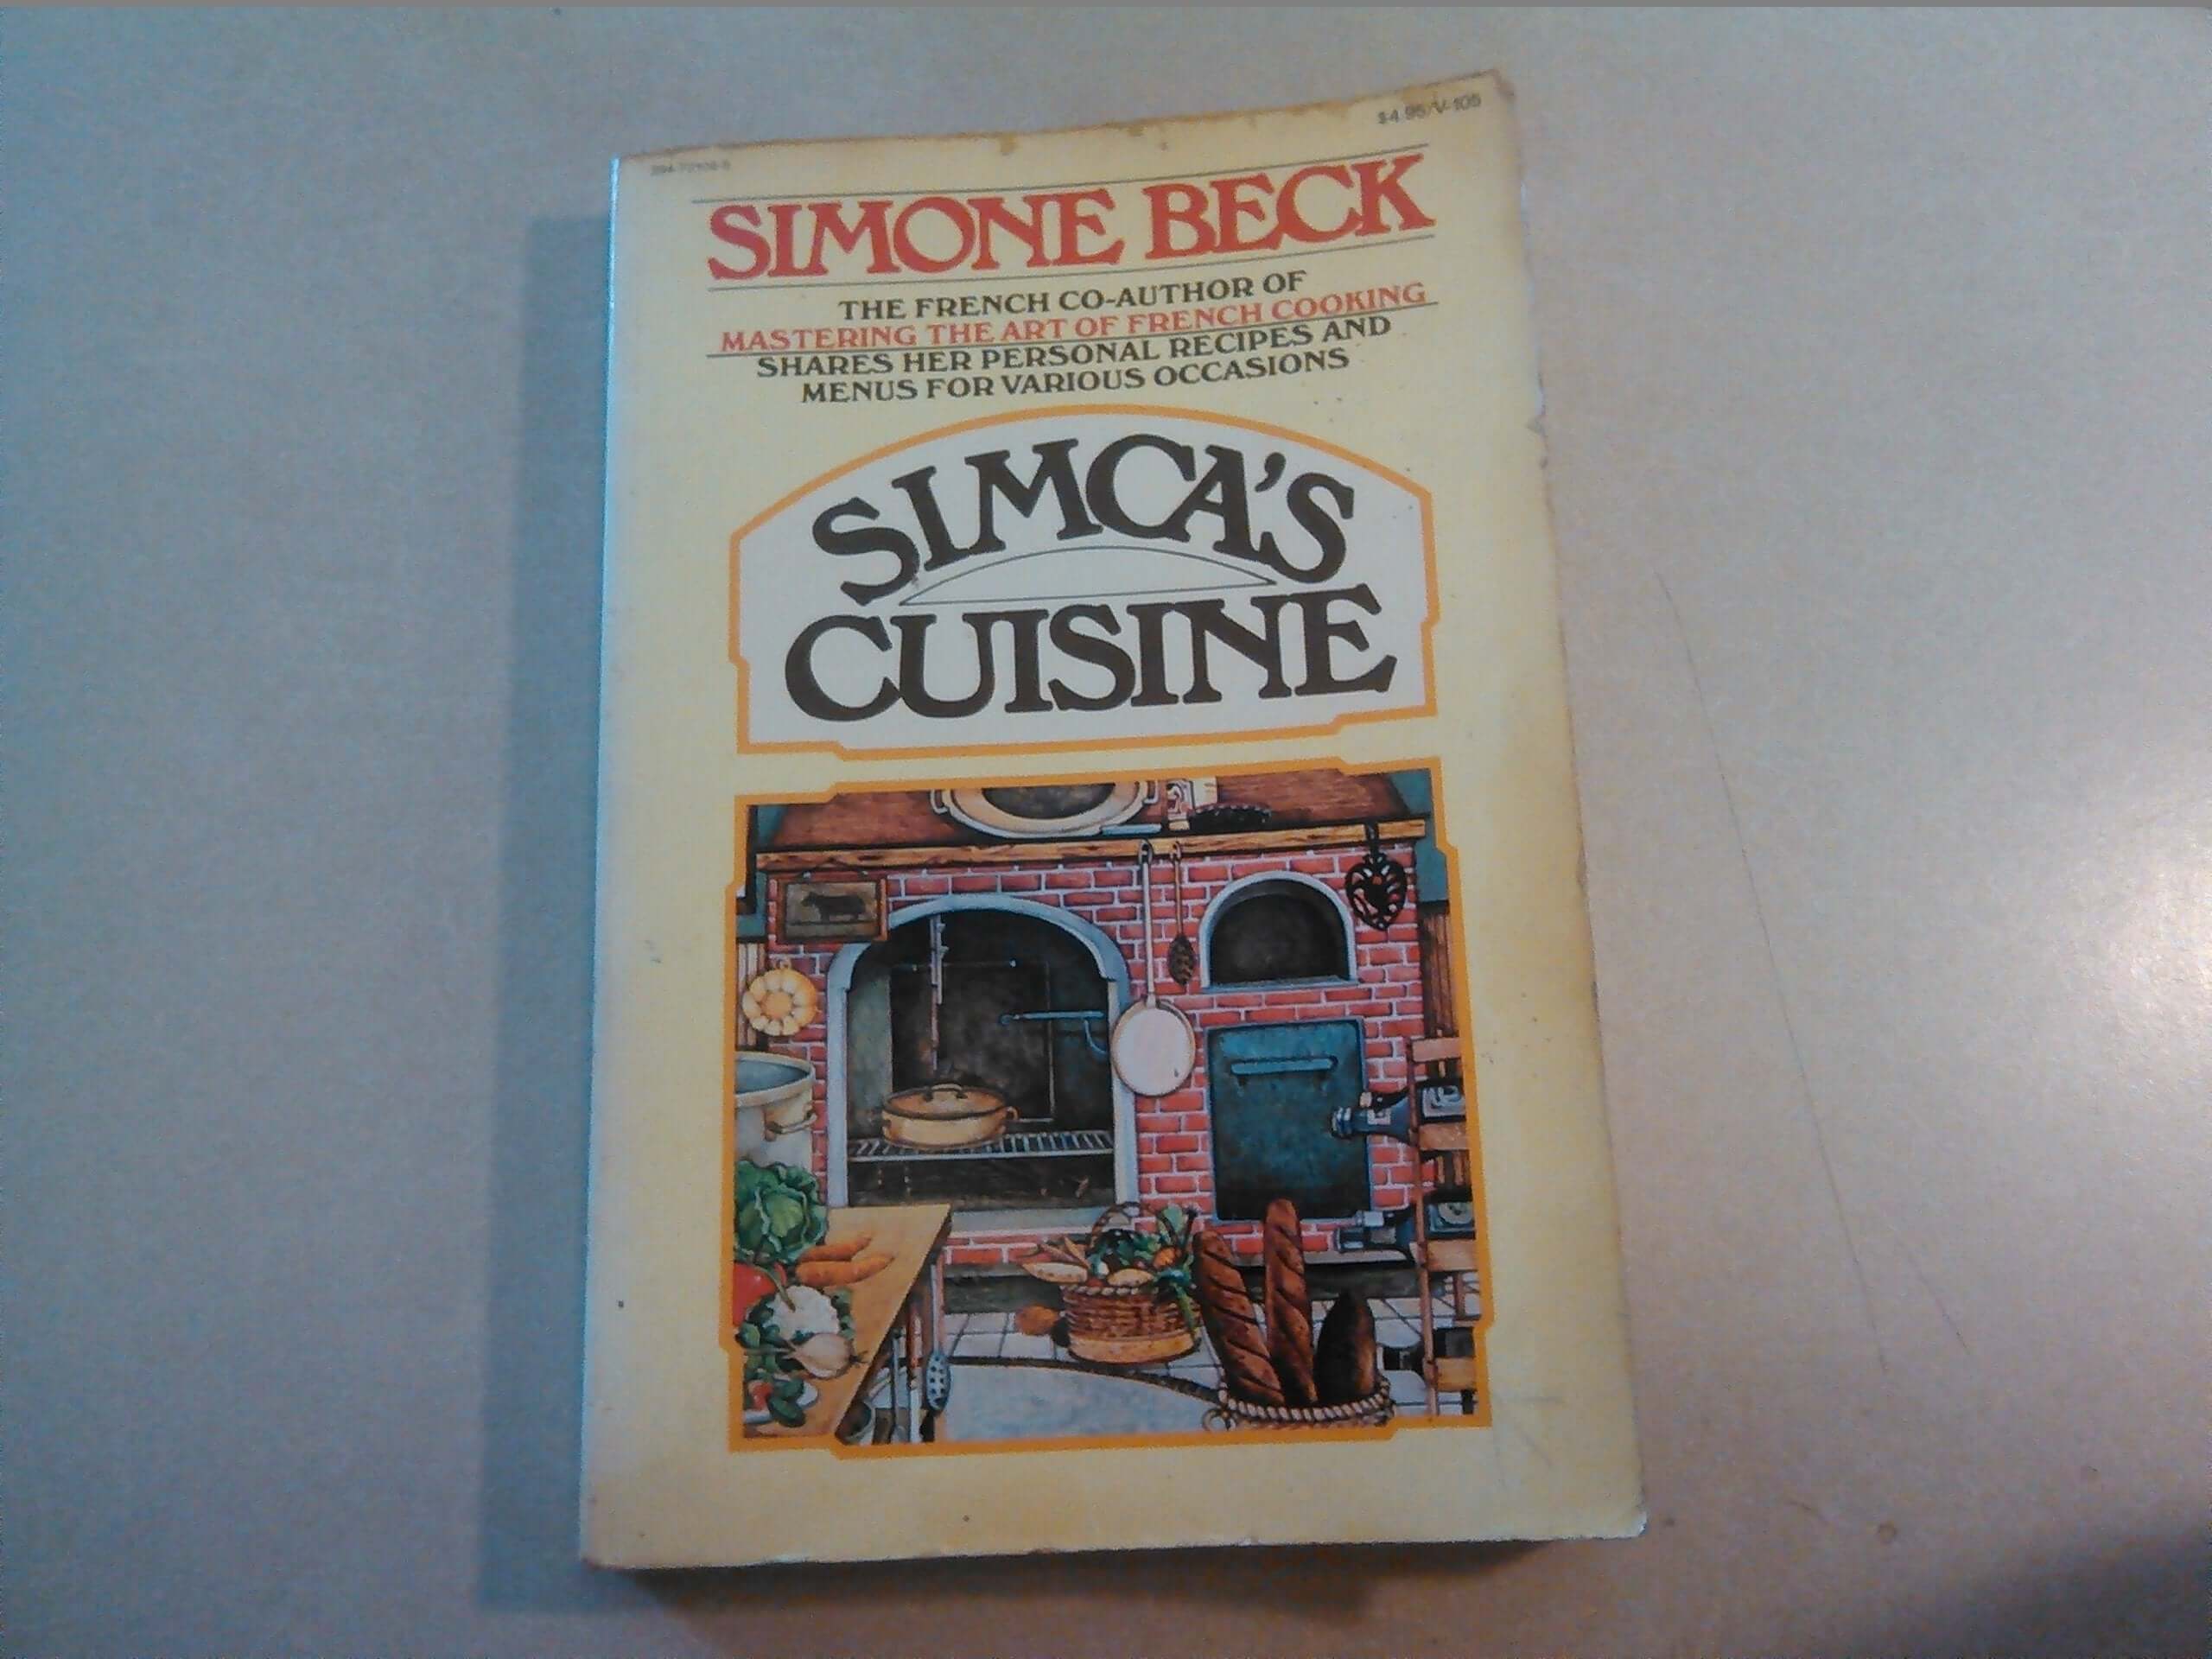 $4.95/V-105
SIMONE BECK
THE FRENCH CO-AUTHOR OF
MASTERING THE ART OF FRENCH COOKING
SHARES HER PERSONAL RECIPES AND
MENUS FOR VARIOUS OCCASIONS
SIMCA'S
CUISINE